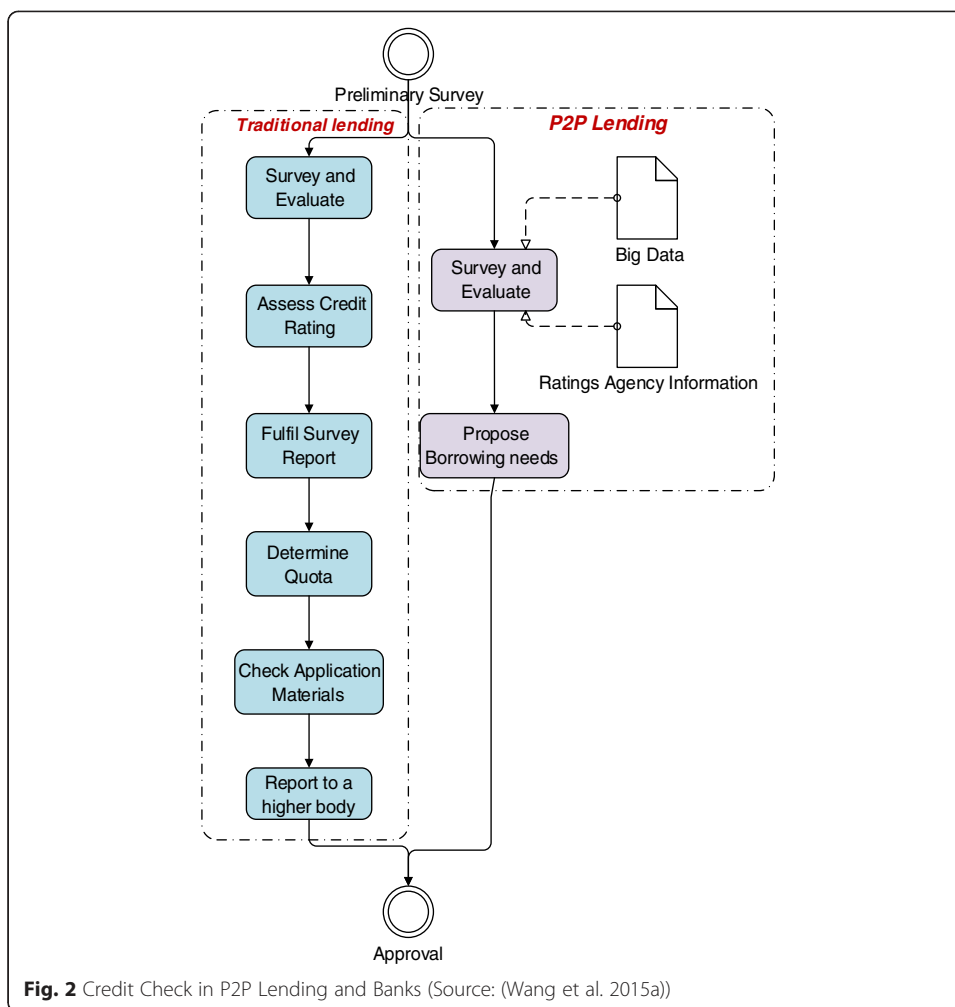 Preliminary Survey
Traditional lending
Survey and
Evaluate
Assess Credit
Rating
Fulfil Survey
Report
Determine
Quota
Check Application
Materials
Report to a
higher body
P2P Lending
Big Data
Survey and
Evaluate
Ratings Agency Information
Propose
Borrowing needs
Approval
Fig. 2 Credit Check in P2P Lending and Banks (Source: (Wang et al. 2015a))